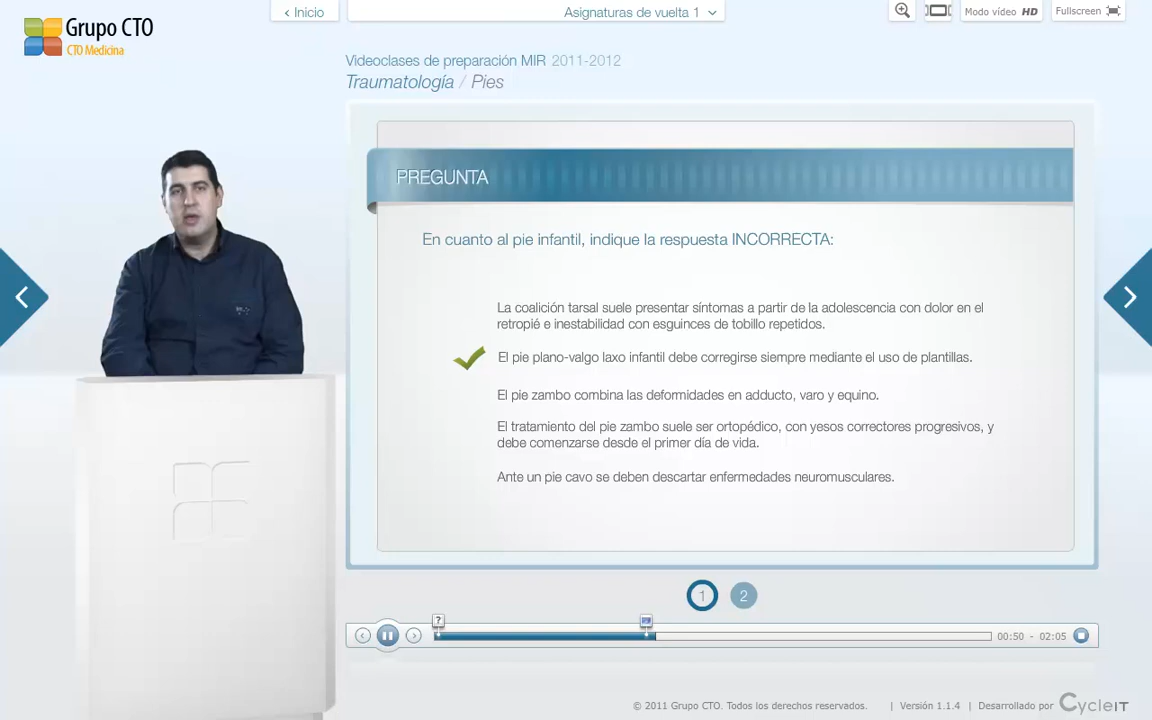 Grupo CTO
CTO Medicina
‹ Inicio
Asignaturas de vuelta 1
Modo vídeo HD
Fullscreen
Videoclases de preparación MIR 2011-2012
Traumatología / Pies
PREGUNTA
En cuanto al pie infantil, indique la respuesta INCORRECTA:
La coalición tarsal suele presentar síntomas a partir de la adolescencia con dolor en el
retropié e inestabilidad con esguinces de tobillo repetidos.
El pie plano-valgo laxo infantil debe corregirse siempre mediante el uso de plantillas.
El pie zambo combina las deformidades en adducto, varo y equino.
El tratamiento del pie zambo suele ser ortopédico, con yesos correctores progresivos, y
debe comenzarse desde el primer día de vida.
Ante un pie cavo se deben descartar enfermedades neuromusculares.
1 2
?
00:50 - 02:05
© 2011 Grupo CTO. Todos los derechos reservados. | Versión 1.1.4 | Desarrollado por CycleIT